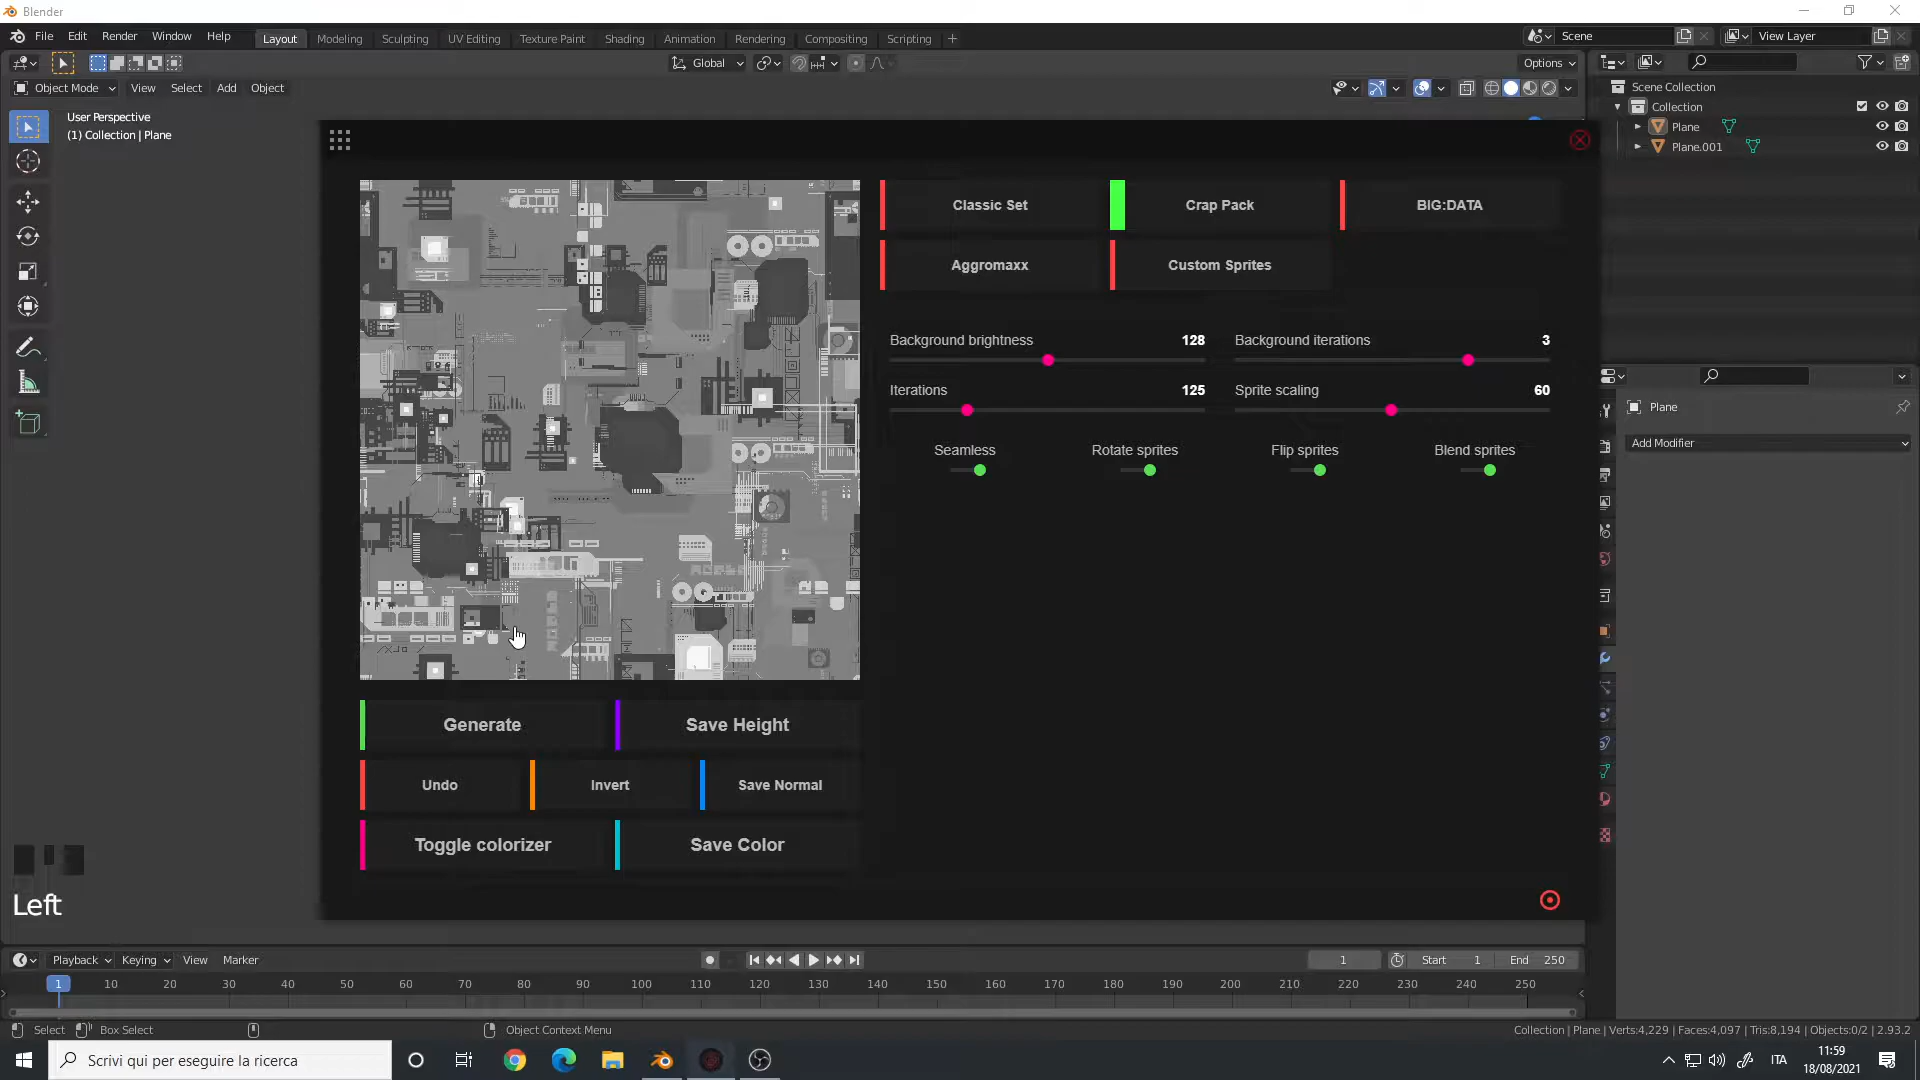 Blender
File Edit Render Window Help Layout Modeling Sculpting UV Editing Texture Paint Shading Animation Rendering Compositing Scripting + Scene View Layer
Global Options
Object Mode View Select Add Object
User Perspective
(1) Collection | Plane
Scene Collection
Collection
Plane
Plane.001
Classic Set Crap Pack BIG:DATA
Aggromaxx Custom Sprites
Background brightness 128 Background iterations 3
Iterations 125 Sprite scaling 60
Seamless Rotate sprites Flip sprites Blend sprites
Plane
Add Modifier
Generate Save Height
Undo Invert Save Normal
Toggle colorizer Save Color
Left
Playback Keying View Marker 1 Start 1 End 250
1 10 20 30 40 50 60 70 80 90 100 110 120 130 140 150 160 170 180 190 200 210 220 230 240 250
Select Box Select Object Context Menu Collection | Plane | Verts:4,229 | Faces:4,097 | Tris:8,194 | Objects:0/2 | 2.93.2
Scrivi qui per eseguire la ricerca ITA 11:59
18/08/2021